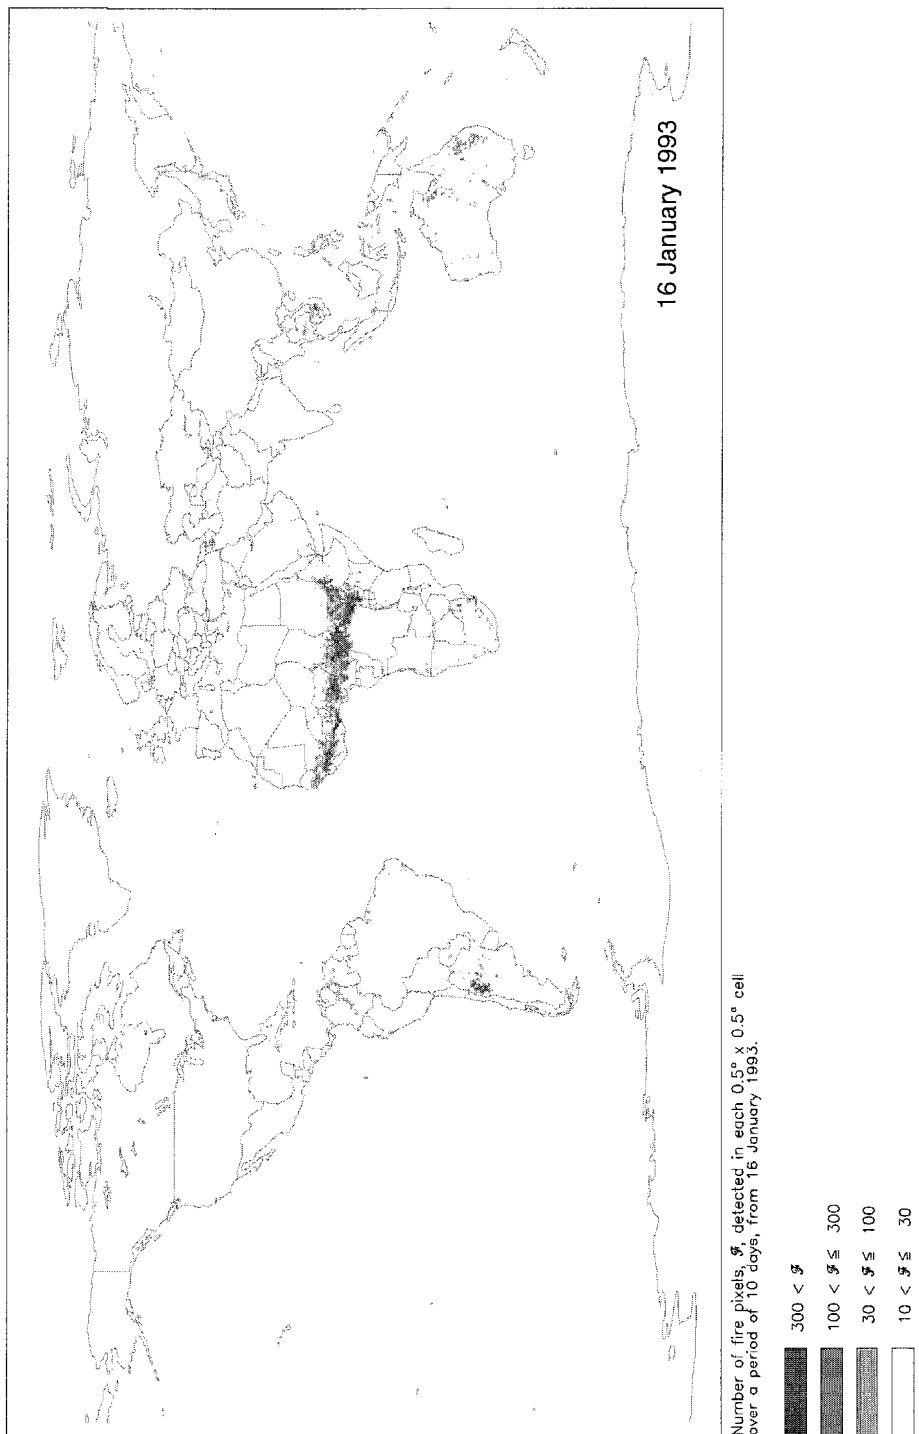 16 January 1993
Number of fire pixels, ℱ, detected in each 0.5° x 0.5° cell
over a period of 10 days, from 16 January 1993.
300 < ℱ
100 < ℱ ≤ 300
30 < ℱ ≤ 100
10 < ℱ ≤ 30